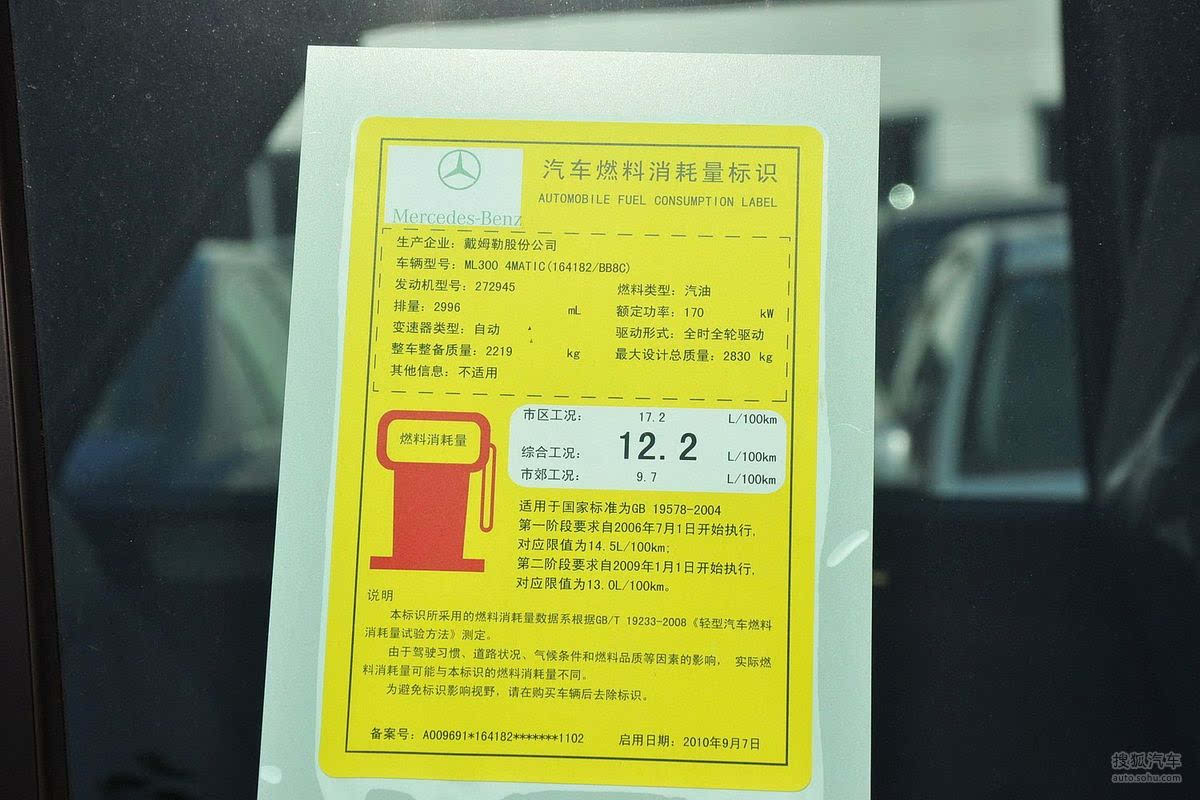 汽车燃料消耗量标识
Mercedes-Benz
AUTOMOBILE FUEL CONSUMPTION LABEL
生产企业：戴姆勒股份公司
车辆型号：ML300 4MATIC(164182/BB8C)
发动机型号：272945
燃料类型：汽油
排量：2996 mL
额定功率：170 kW
变速器类型：自动
驱动形式：全时全轮驱动
整车整备质量：2219 kg
最大设计总质量：2830 kg
其他信息：不适用
燃料消耗量
市区工况： 17.2 L/100km
综合工况： 12.2 L/100km
市郊工况： 9.7 L/100km
适用于国家标准为GB 19578-2004
第一阶段要求自2006年7月1日开始执行，
对应限值为14.5L/100km;
第二阶段要求自2009年1月1日开始执行，
对应限值为13.0L/100km。
说明
本标识所采用的燃料消耗量数据系根据GB/T 19233-2008《轻型汽车燃料
消耗量试验方法》测定。
由于驾驶习惯、道路状况、气候条件和燃料品质等因素的影响， 实际燃
料消耗量可能与本标识的燃料消耗量不同。
为避免标识影响视野，请在购买车辆后去除标识。
备案号：A009691*164182*******1102 启用日期：2010年9月7日
搜狐汽车
auto.sohu.com